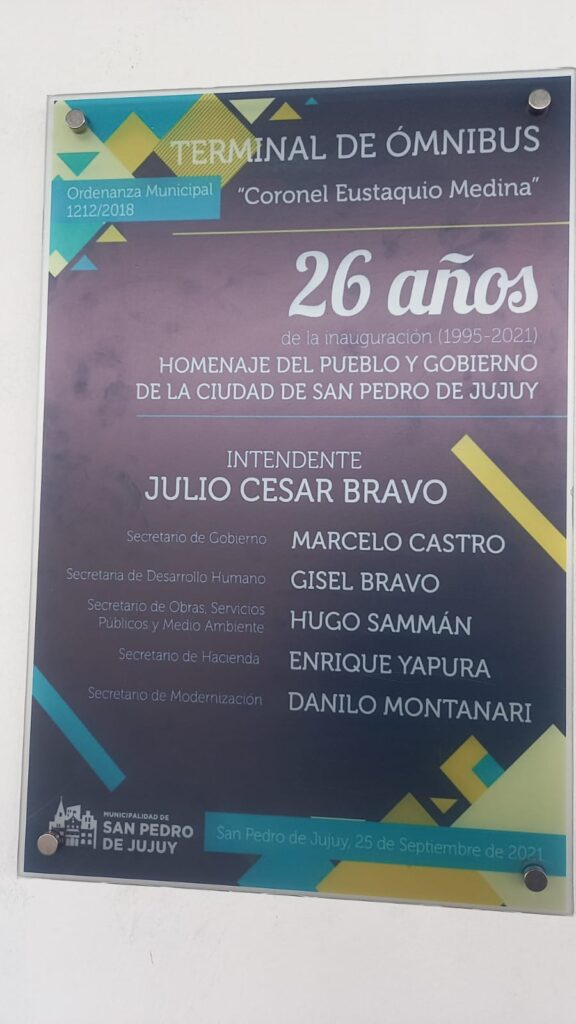 TERMINAL DE ÓMNIBUS
Ordenanza Municipal
1212/2018
“Coronel Eustaquio Medina”
26 años
de la inauguración (1995-2021)
HOMENAJE DEL PUEBLO Y GOBIERNO
DE LA CIUDAD DE SAN PEDRO DE JUJUY
INTENDENTE
JULIO CESAR BRAVO
Secretario de Gobierno MARCELO CASTRO
Secretaria de Desarrollo Humano GISEL BRAVO
Secretario de Obras, Servicios
Públicos y Medio Ambiente HUGO SAMMÁN
Secretario de Hacienda ENRIQUE YAPURA
Secretario de Modernización DANILO MONTANARI
MUNICIPALIDAD DE
SAN PEDRO
DE JUJUY
San Pedro de Jujuy, 25 de Septiembre de 2021